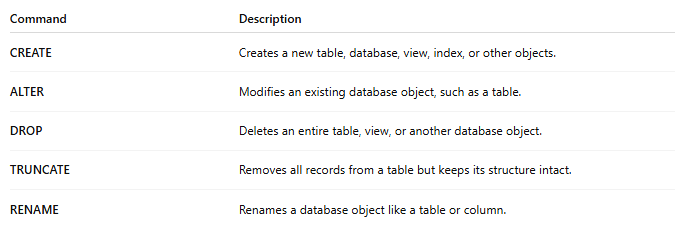 Command Description
CREATE Creates a new table, database, view, index, or other objects.
ALTER Modifies an existing database object, such as a table.
DROP Deletes an entire table, view, or another database object.
TRUNCATE Removes all records from a table but keeps its structure intact.
RENAME Renames a database object like a table or column.